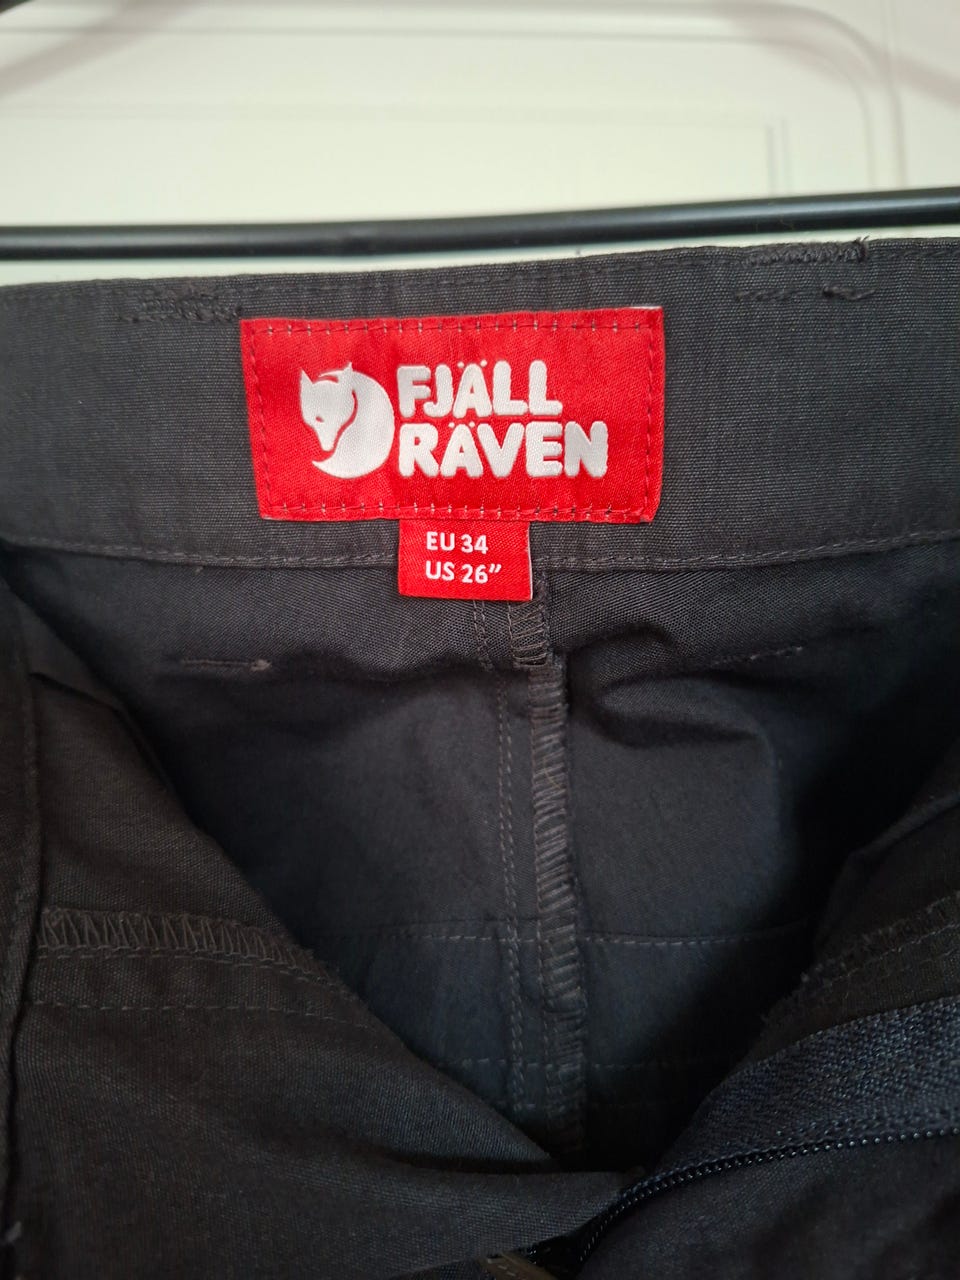 FJÄLL
RÄVEN
EU 34
US 26"